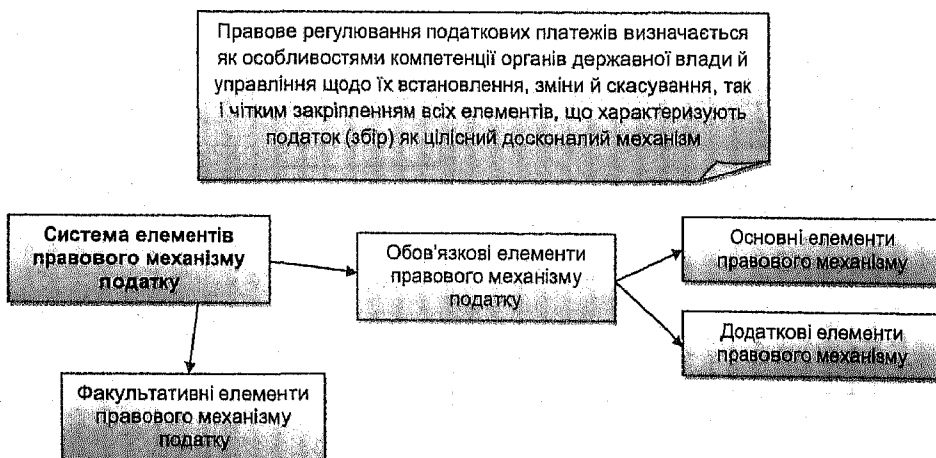 Правове регулювання податкових платежів визначається
як особливостями компетенції органів державної влади й
управління щодо їх встановлення, зміни й скасування, так
і чітким закріпленням всіх елементів, що характеризують
податок (збір) як цілісний досконалий механізм
Система елементів
правового механізму
податку
Обов'язкові елементи
правового механізму
податку
Основні елементи
правового механізму
Додаткові елементи
правового механізму
Факультативні елементи
правового механізму
податку